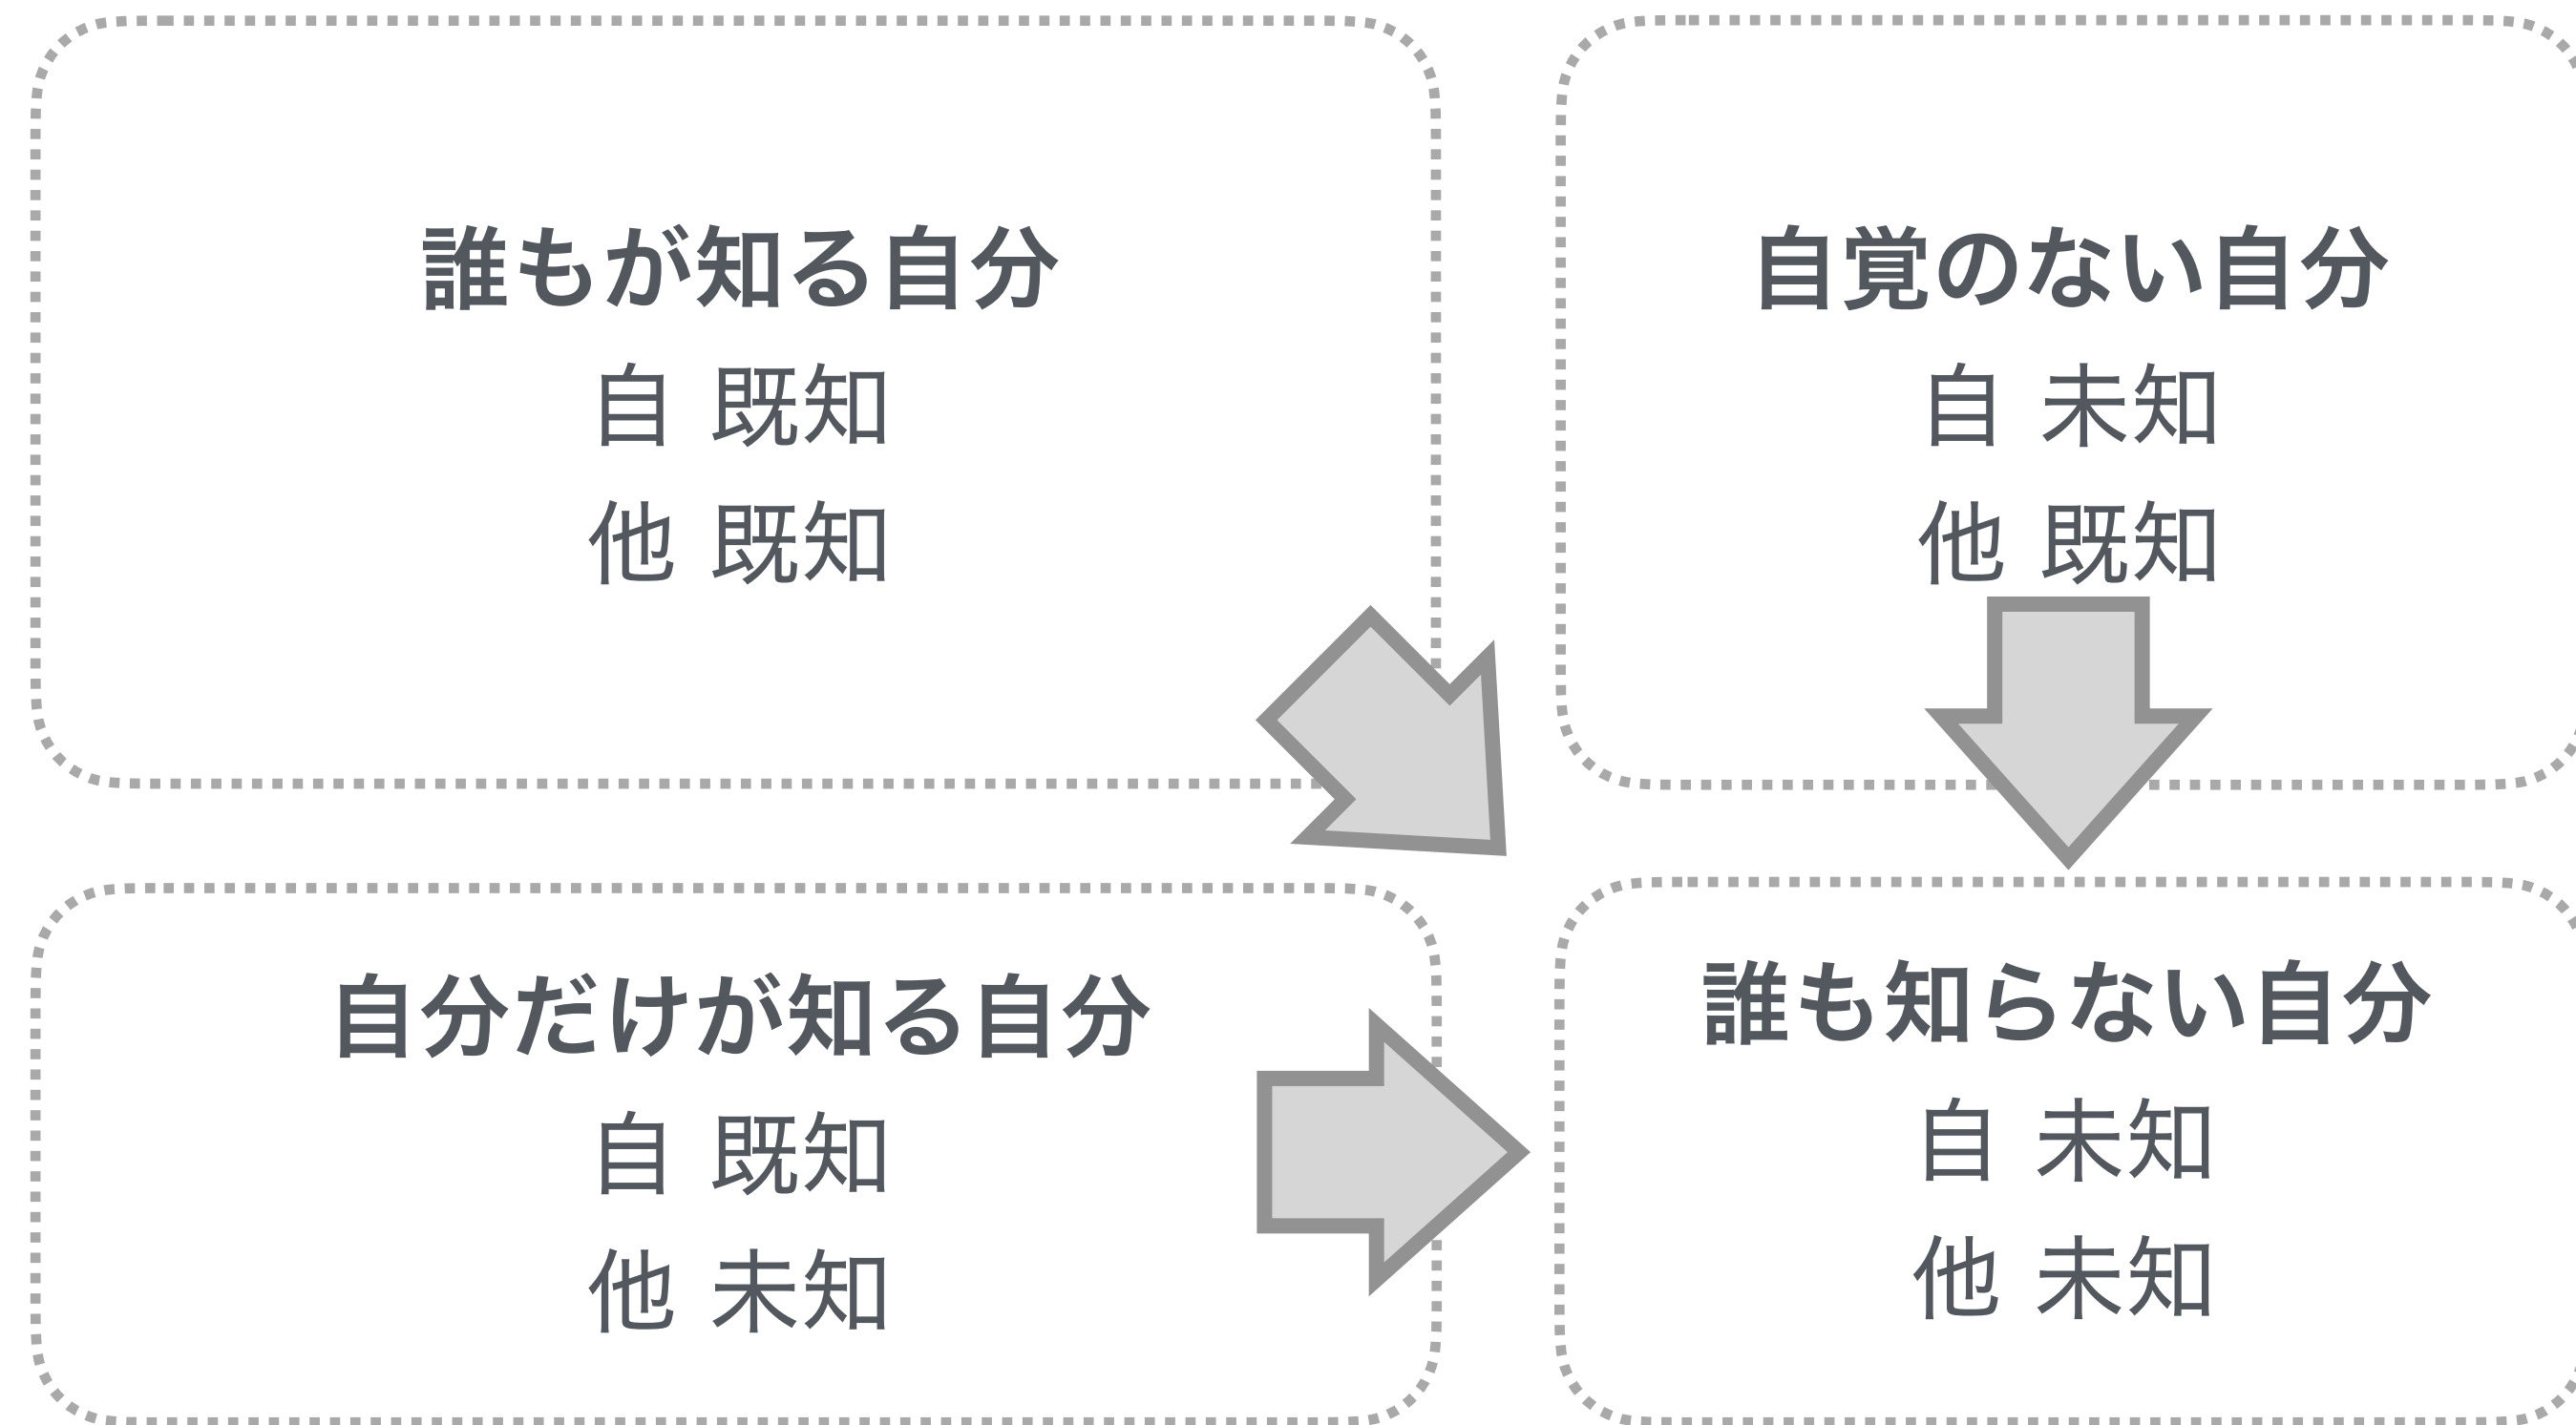 誰もが知る自分
自 既知
他 既知
自覚のない自分
自 未知
他 既知
自分だけが知る自分
自 既知
他 未知
誰も知らない自分
自 未知
他 未知